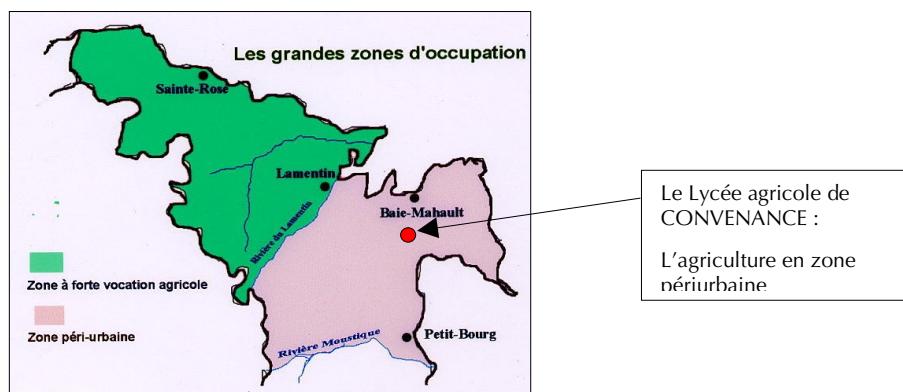 Les grandes zones d'occupation
Sainte-Rose
Lamentin
Baie-Mahault
Rivière du Lamentin
Zone à forte vocation agricole
Zone péri-urbaine
Rivière Moustique
Petit-Bourg
Le Lycée agricole de
CONVENANCE :
L'agriculture en zone
périurbaine